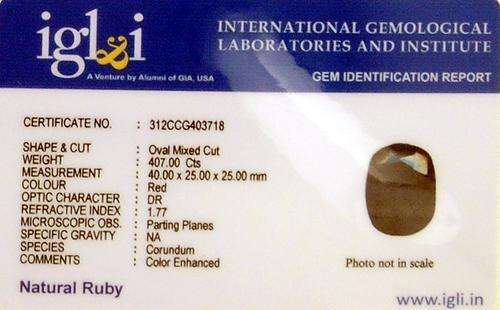 igl&i
A Venture by Alumni of GIA, USA
INTERNATIONAL GEMOLOGICAL
LABORATORIES AND INSTITUTE
GEM IDENTIFICATION REPORT
CERTIFICATE NO. : 312CCG403718
SHAPE & CUT : Oval Mixed Cut
WEIGHT : 407.00 Cts
MEASUREMENT : 40.00 x 25.00 x 25.00 mm
COLOUR : Red
OPTIC CHARACTER : DR
REFRACTIVE INDEX : 1.77
MICROSCOPIC OBS. : Parting Planes
SPECIFIC GRAVITY : NA
SPECIES : Corundum
COMMENTS : Color Enhanced
Photo not in scale
Natural Ruby
www.igli.in